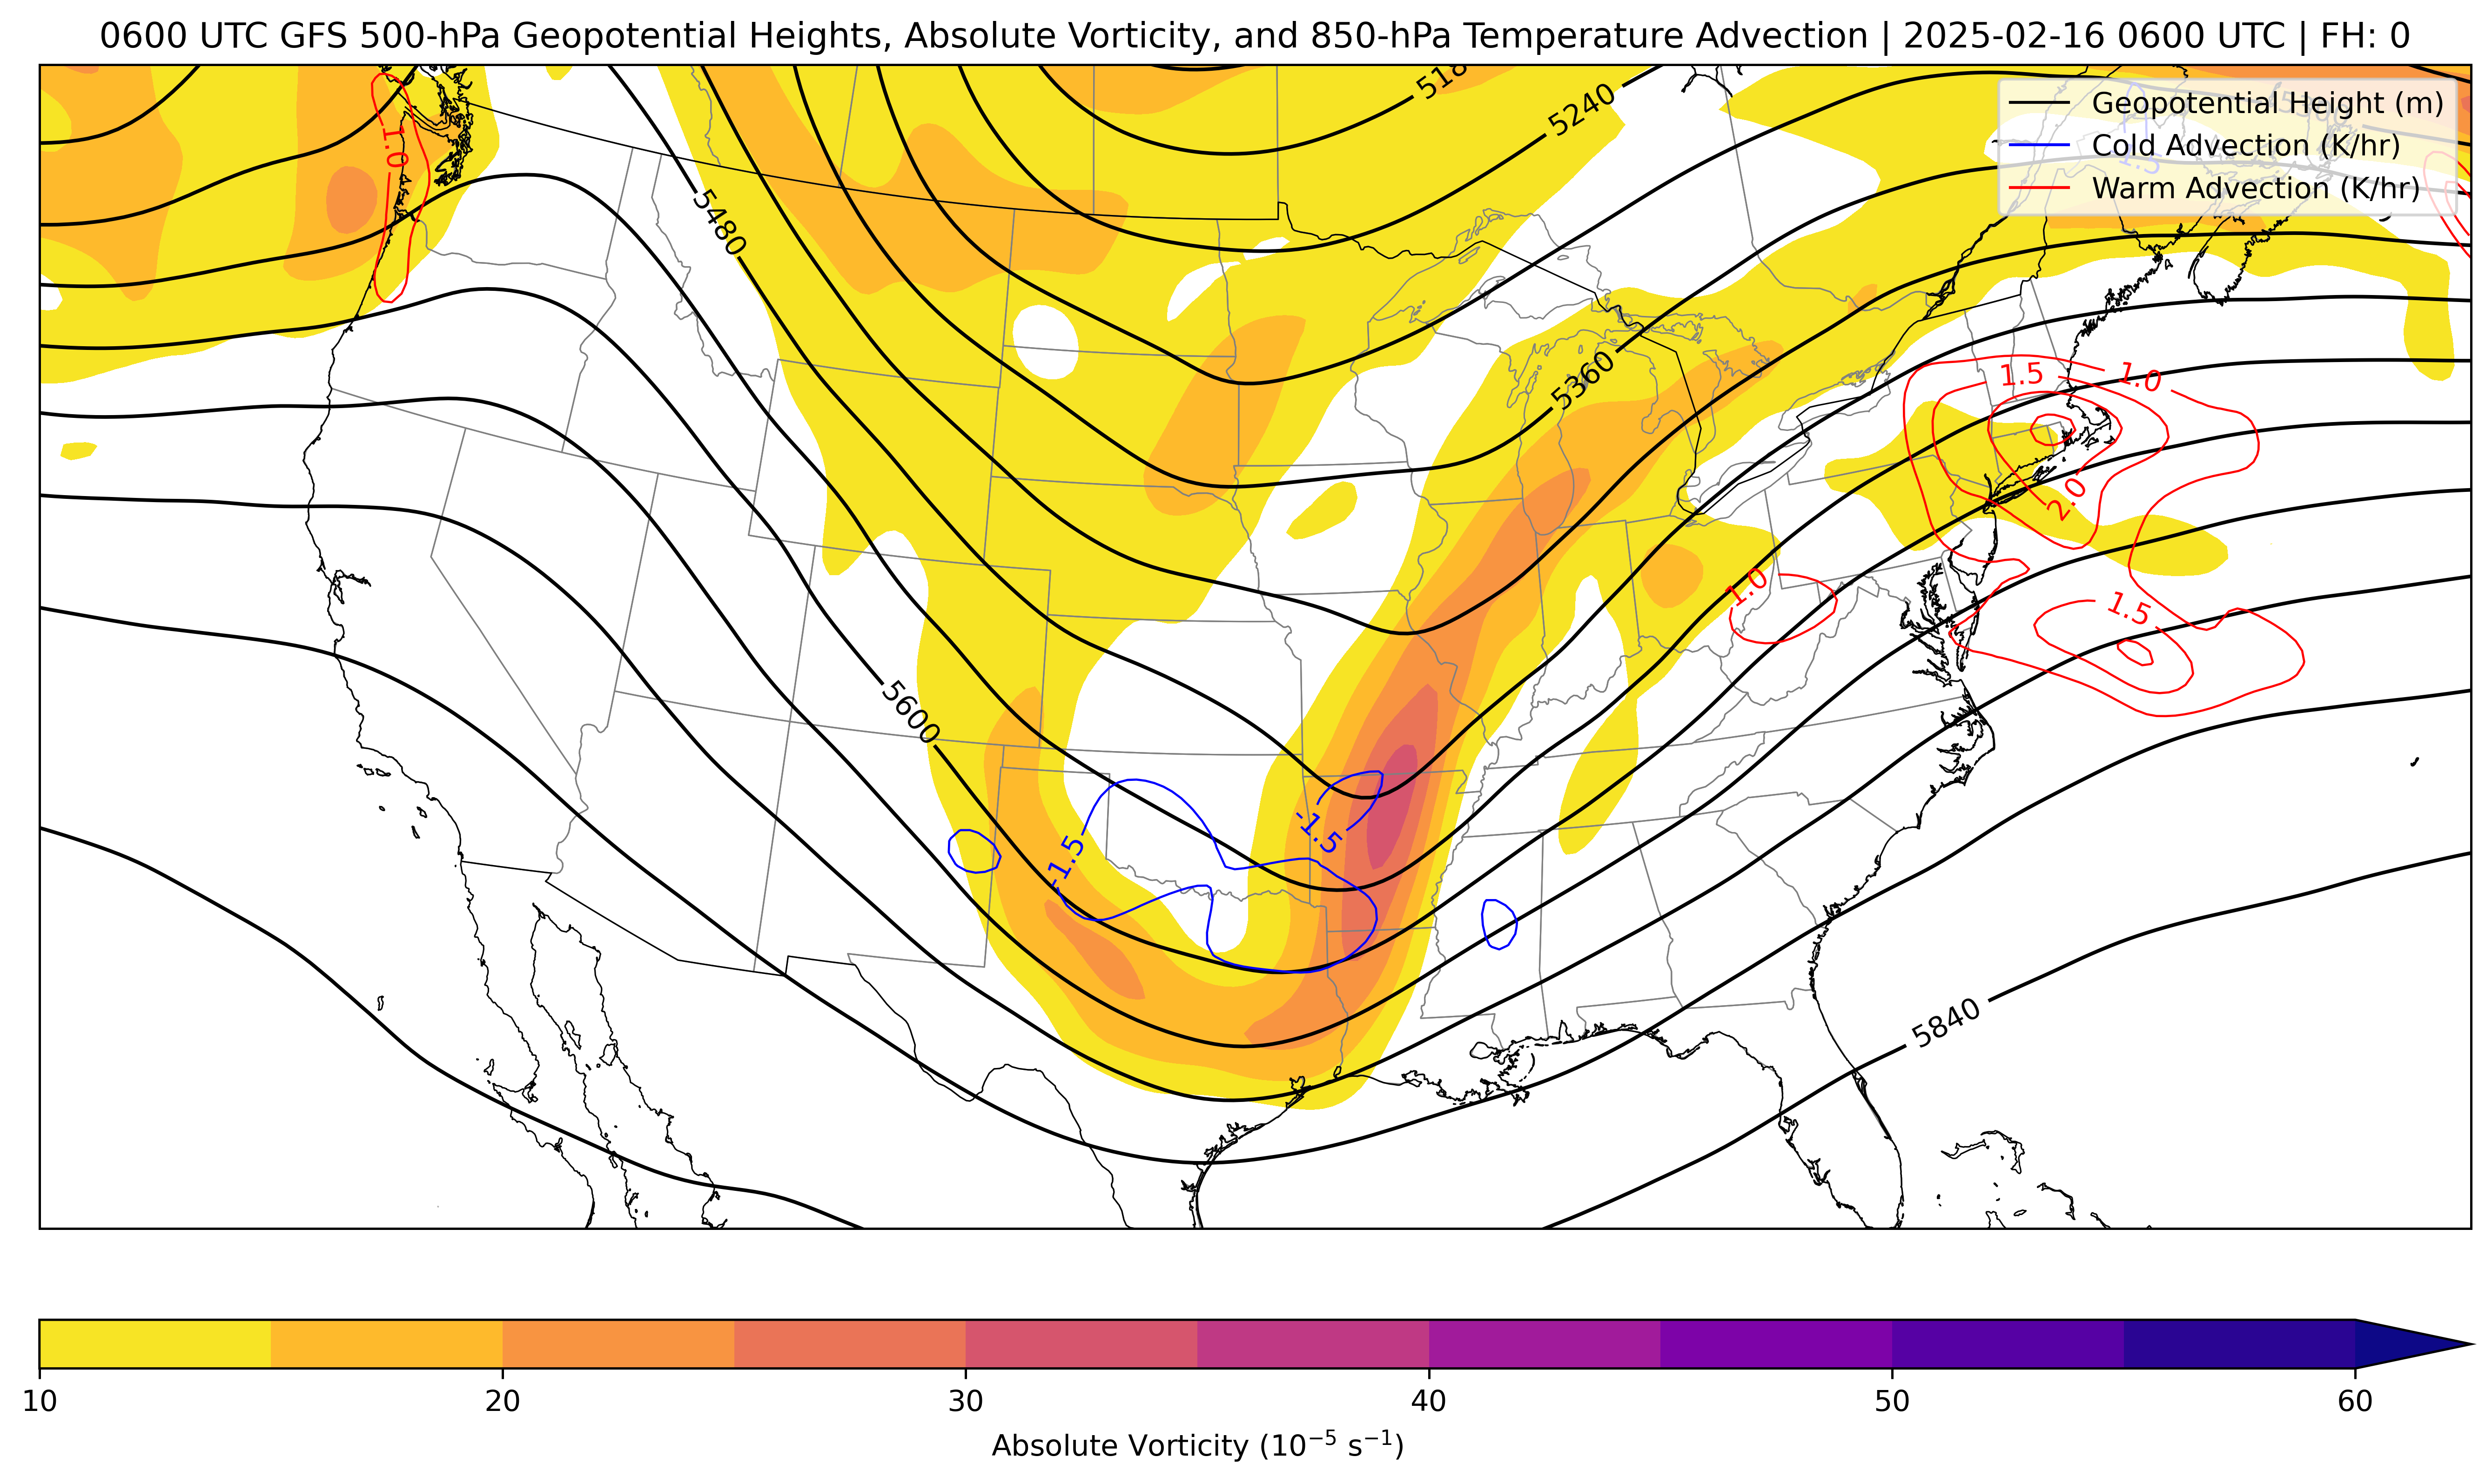 0600 UTC GFS 500-hPa Geopotential Heights, Absolute Vorticity, and 850-hPa Temperature Advection | 2025-02-16 0600 UTC | FH: 0
Geopotential Height (m)
Cold Advection (K/hr)
Warm Advection (K/hr)
5240
1.0
5480
5360
1.5
1.0
2.0
1.0
1.5
5600
-1.5
-1.5
5840
10 20 30 40 50 60
Absolute Vorticity (10⁻⁵ s⁻¹)